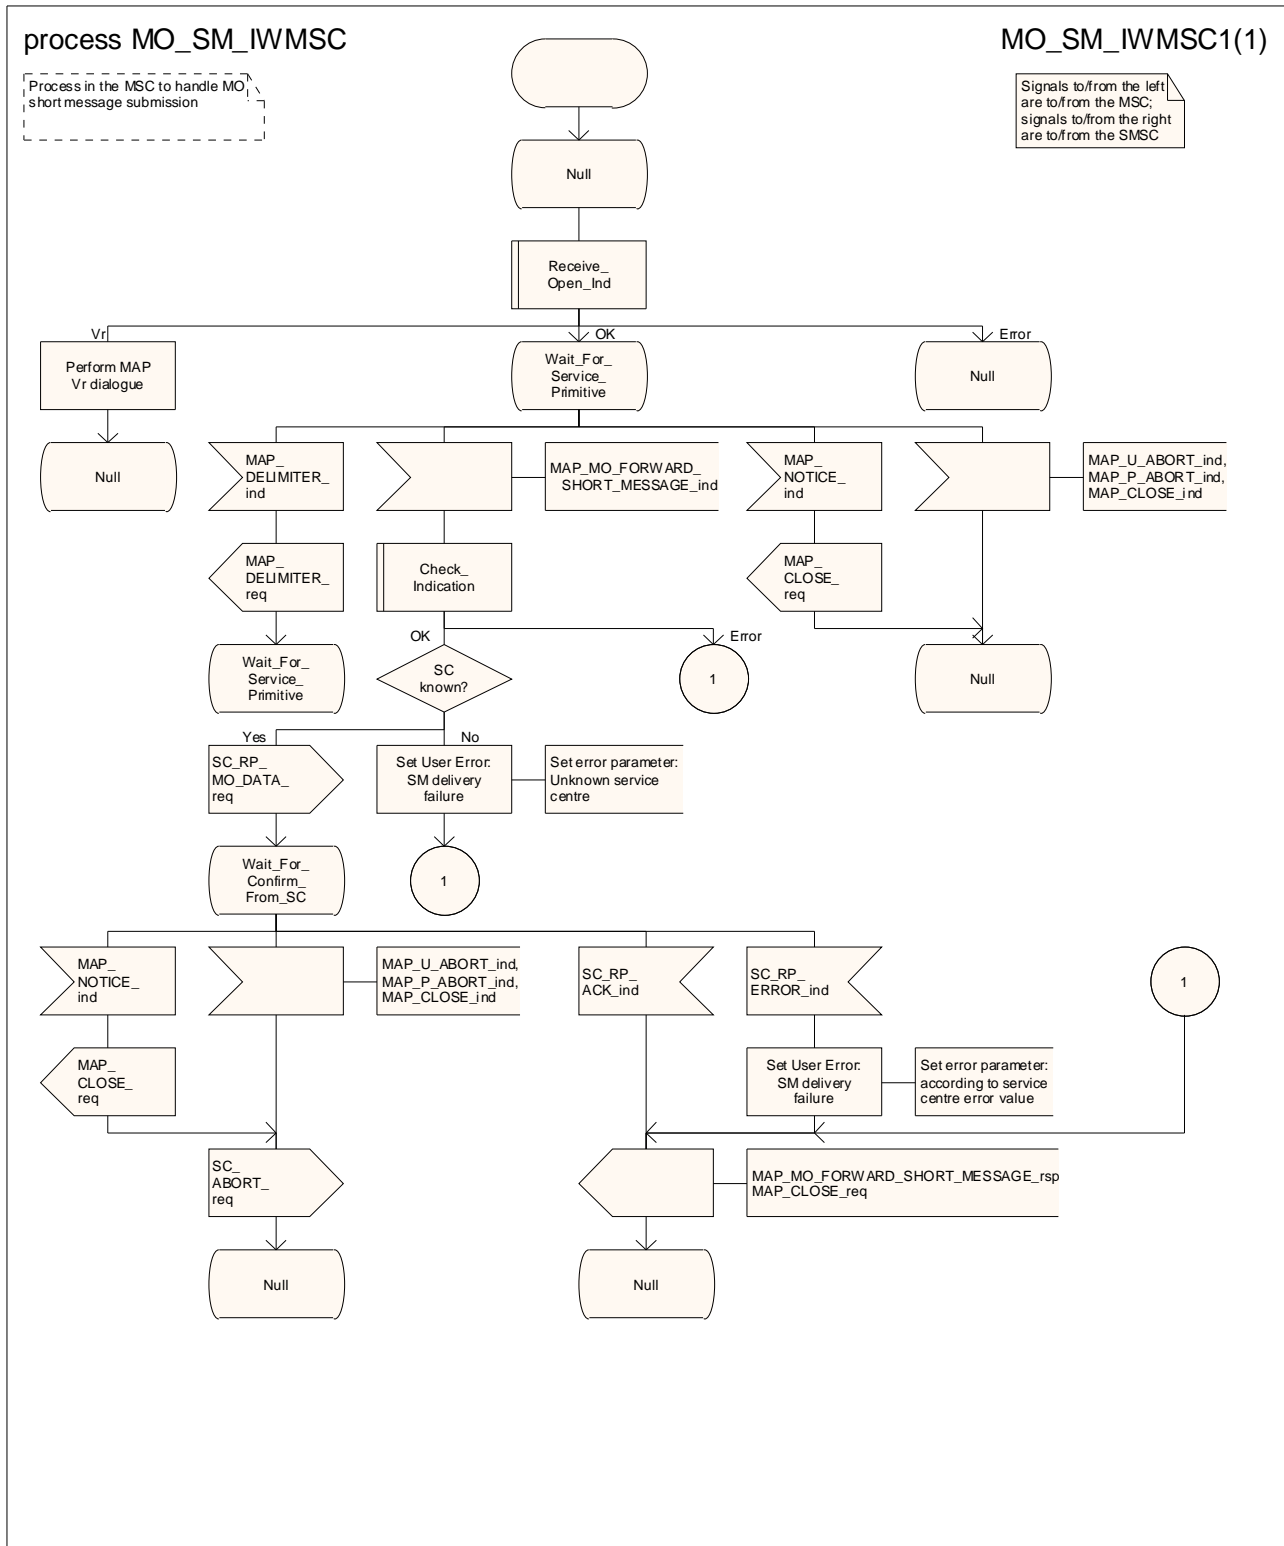 process MO_SM_IWMSC
MO_SM_IWMSC1(1)
Process in the MSC to handle MO
short message submission
Signals to/from the left
are to/from the MSC;
signals to/from the right
are to/from the SMSC
Null
Receive_
Open_Ind
Vr
OK
Error
Perform MAP
Vr dialogue
Wait_For_
Service_
Primitive
Null
Null
MAP_
DELIMITER_
ind
MAP_MO_FORWARD_
SHORT_MESSAGE_ind
MAP_
NOTICE_
ind
MAP_U_ABORT_ind,
MAP_P_ABORT_ind,
MAP_CLOSE_ind
MAP_
DELIMITER_
req
Check_
Indication
MAP_
CLOSE_
req
OK
Error
Wait_For_
Service_
Primitive
SC
known?
1
Null
Yes
No
SC_RP_
MO_DATA_
req
Set User Error:
SM delivery
failure
Set error parameter:
Unknown service
centre
Wait_For_
Confirm_
From_SC
1
MAP_
NOTICE_
ind
MAP_U_ABORT_ind,
MAP_P_ABORT_ind,
MAP_CLOSE_ind
SC_RP_
ACK_ind
SC_RP_
ERROR_ind
1
MAP_
CLOSE_
req
Set User Error:
SM delivery
failure
Set error parameter:
according to service
centre error value
SC_
ABORT_
req
MAP_MO_FORWARD_SHORT_MESSAGE_rsp
MAP_CLOSE_req
Null
Null